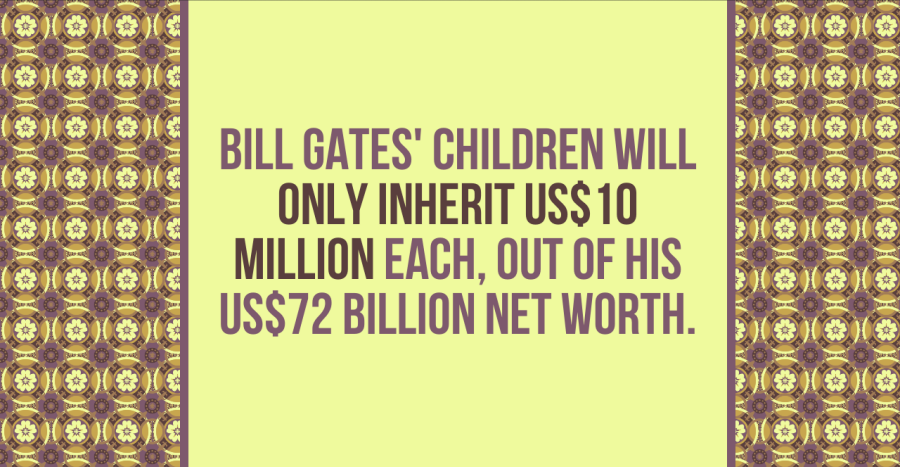 BILL GATES' CHILDREN WILL
ONLY INHERIT US$10
MILLION EACH, OUT OF HIS
US$72 BILLION NET WORTH.